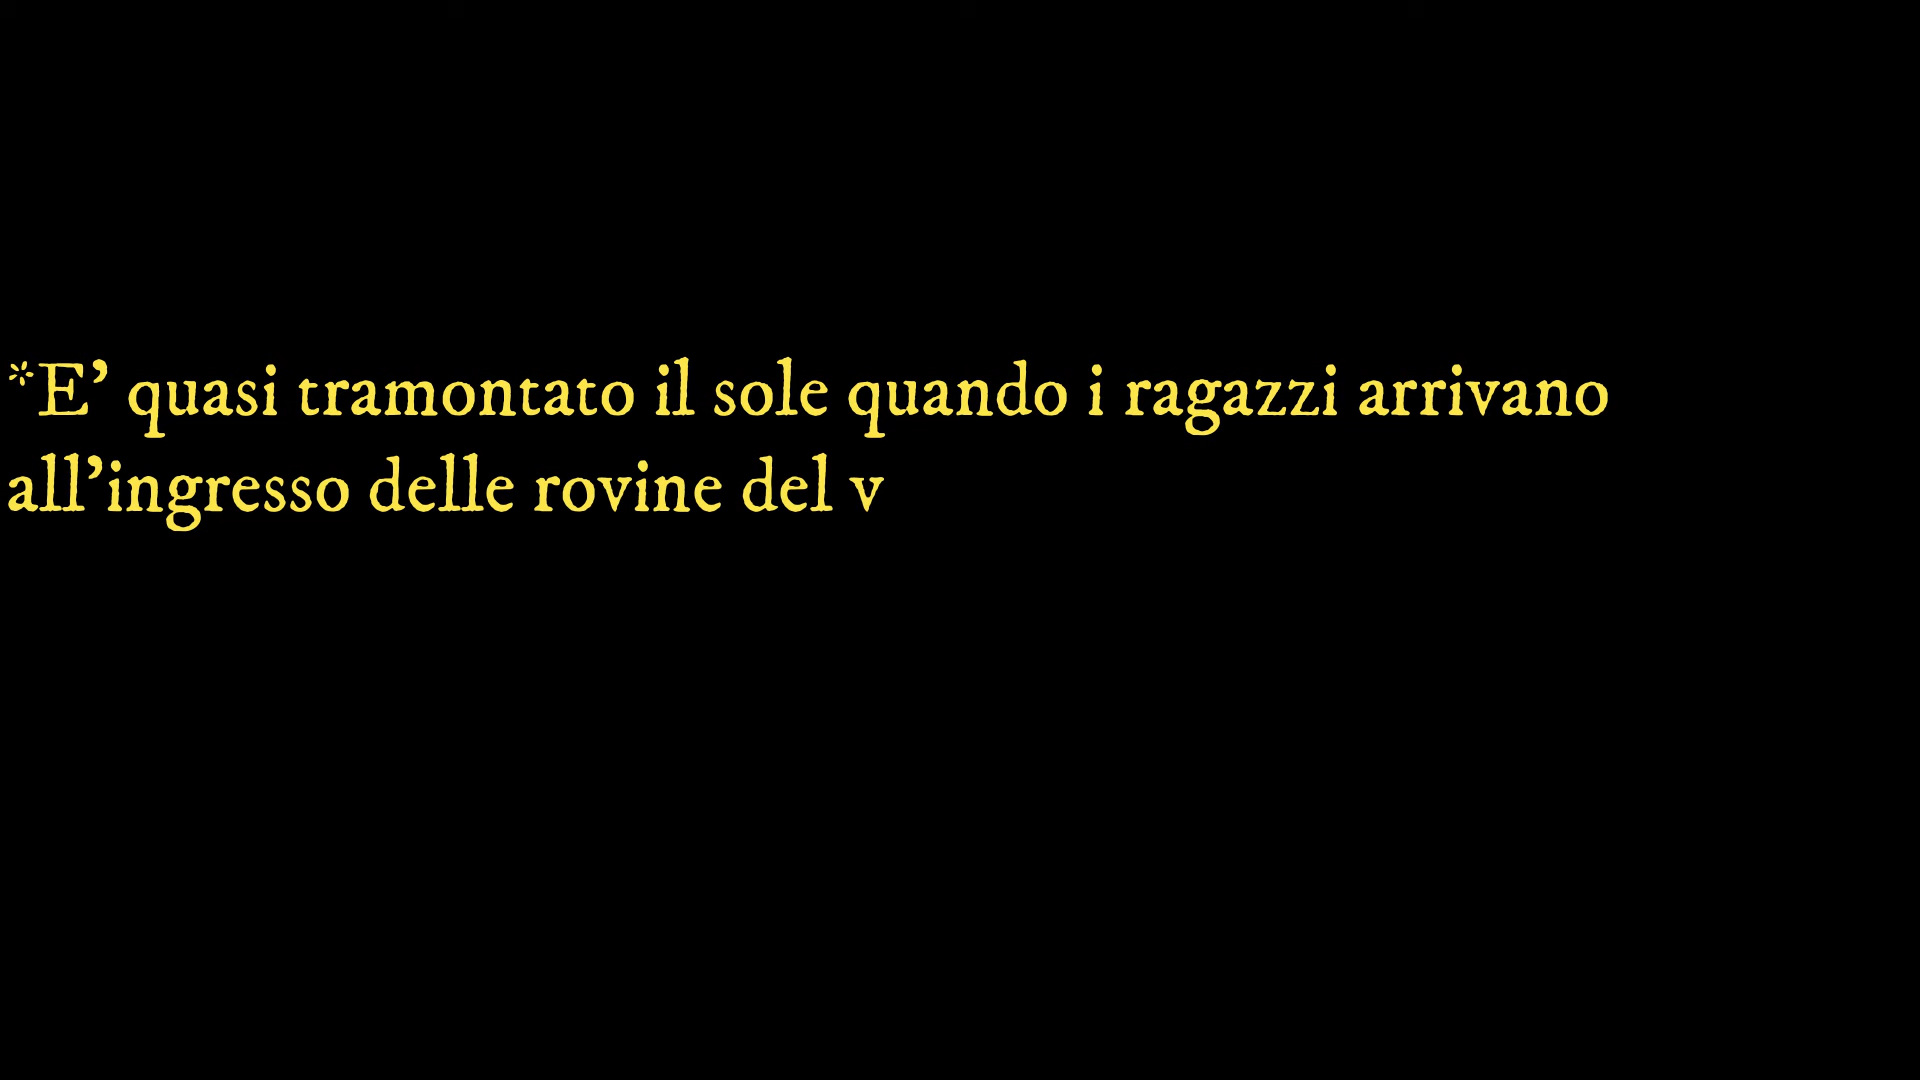 *E’ quasi tramontato il sole quando i ragazzi arrivano
all’ingresso delle rovine del v